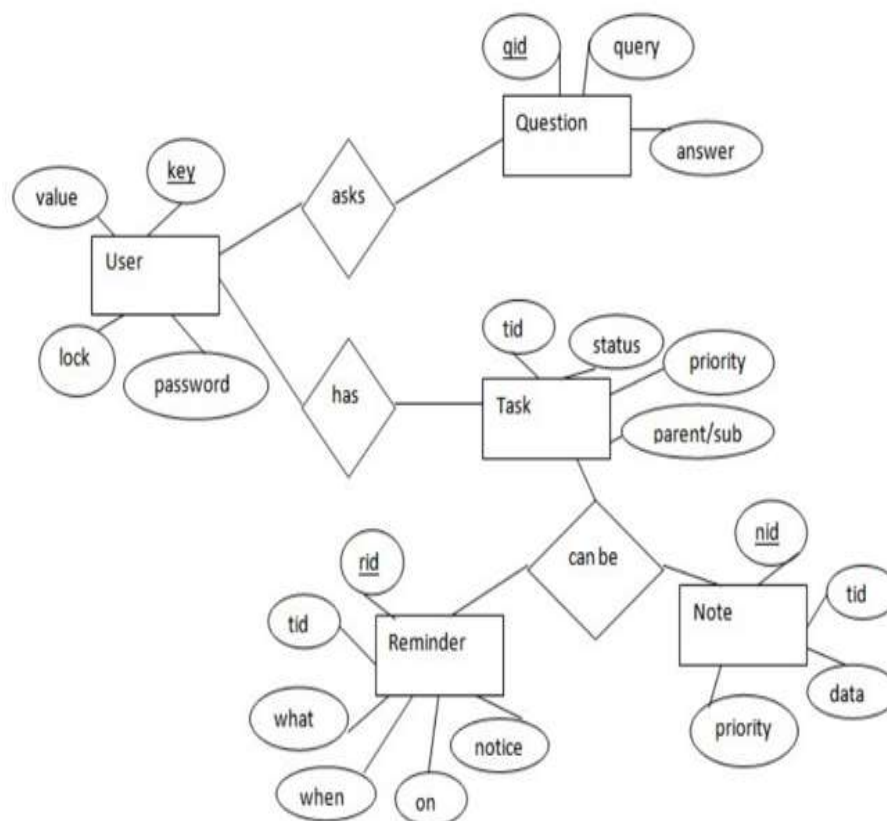 qid
query
Question
answer
key
value
asks
User
lock
password
tid
status
priority
has
Task
parent/sub
nid
rid
can be
tid
tid
Note
Reminder
what
data
notice
priority
when
on